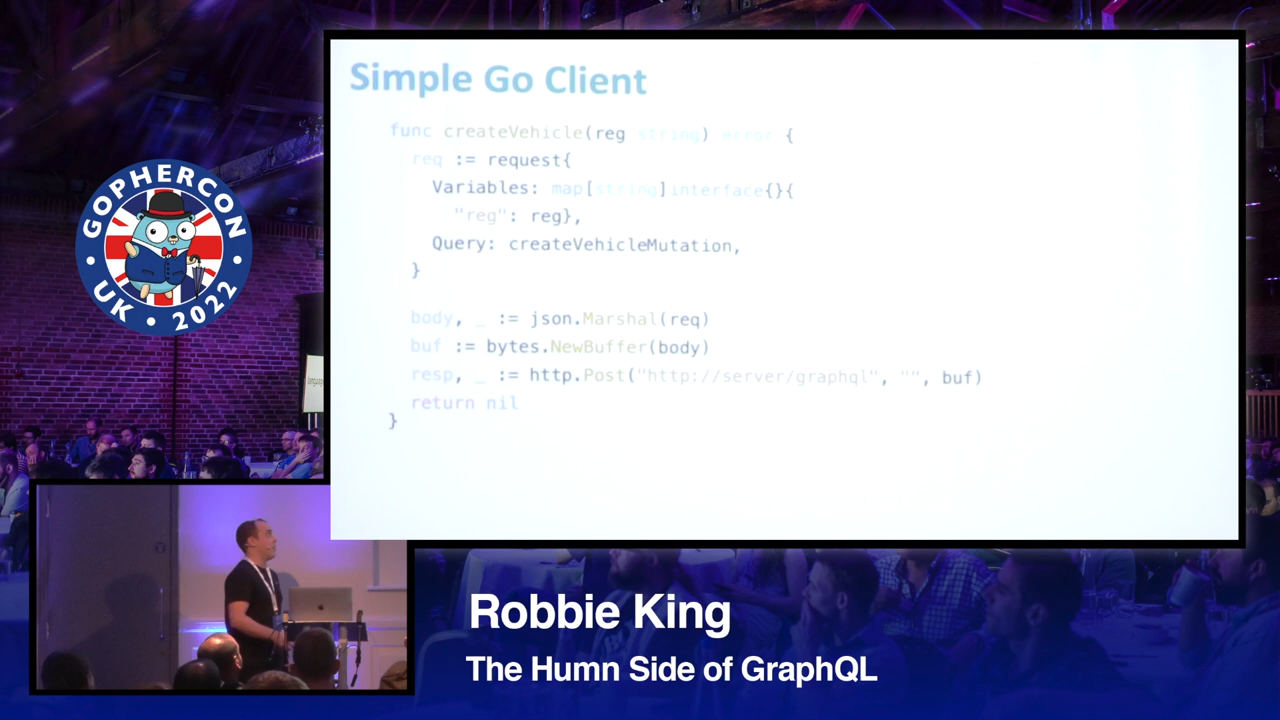 Simple Go Client
func createVehicle(reg string) error {
req := request{
Variables: map[string]interface{}{
"reg": reg},
Query: createVehicleMutation,
}
body, _ := json.Marshal(req)
buf := bytes.NewBuffer(body)
resp, _ := http.Post("http://server/graphql", "", buf)
return nil
}
GOPHERCON
UK • 2022
Robbie King
The Humn Side of GraphQL